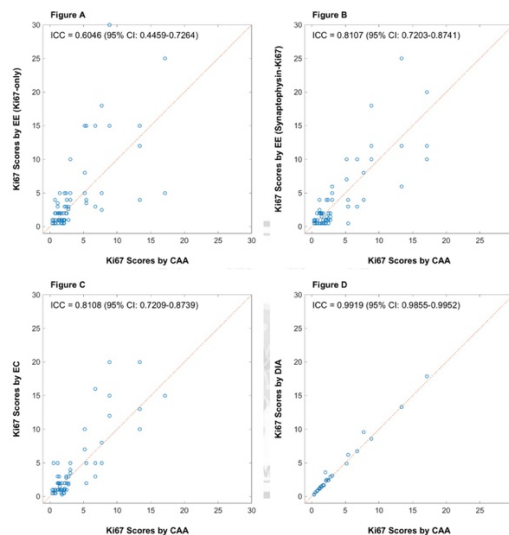 Figure A
ICC = 0.6046 (95% CI: 0.4459-0.7264)
Ki67 Scores by EE (Ki67-only)
30
25
20
15
10
5
0
0 5 10 15 20 25 30
Ki67 Scores by CAA
Figure B
ICC = 0.8107 (95% CI: 0.7203-0.8741)
Ki67 Scores by EE (Synaptophysin-Ki67)
30
25
20
15
10
5
0
0 5 10 15 20 25
Ki67 Scores by CAA
Figure C
ICC = 0.8108 (95% CI: 0.7209-0.8739)
Ki67 Scores by EC
30
25
20
15
10
5
0
0 5 10 15 20 25 30
Ki67 Scores by CAA
Figure D
ICC = 0.9919 (95% CI: 0.9855-0.9952)
Ki67 Scores by DIA
30
25
20
15
10
5
0
0 5 10 15 20 25
Ki67 Scores by CAA